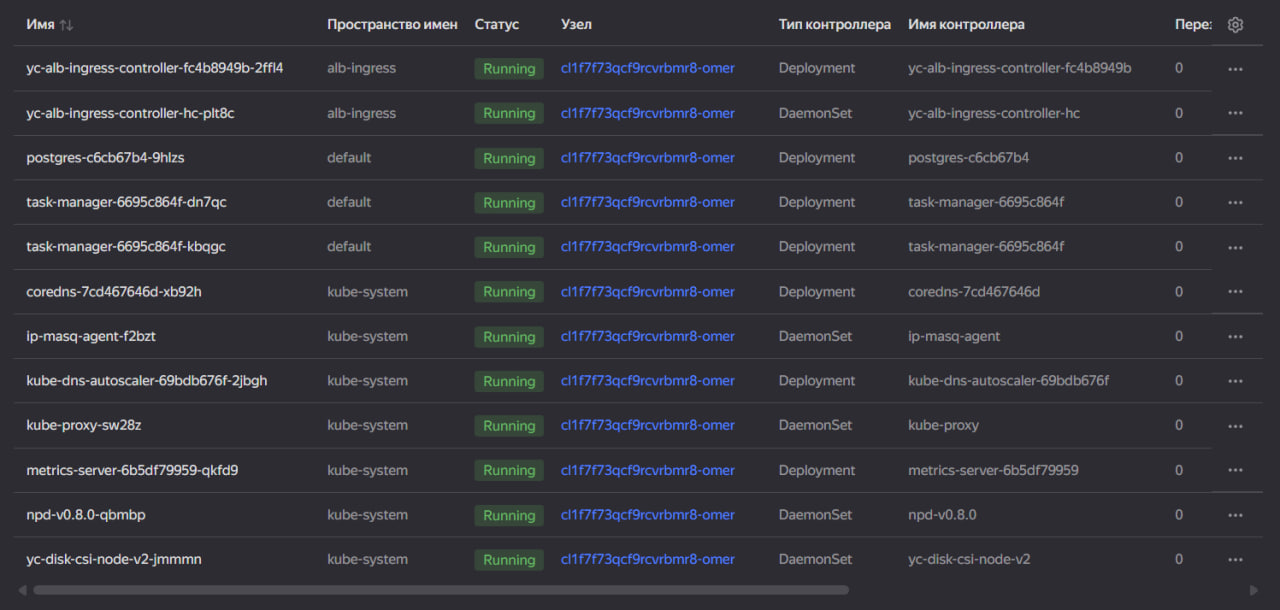 Имя Пространство имен Статус Узел Тип контроллера Имя контроллера Перез
yc-alb-ingress-controller-fc4b8949b-2ffl4 alb-ingress Running cl1f7f73qcf9rcvrbmr8-omer Deployment yc-alb-ingress-controller-fc4b8949b 0
yc-alb-ingress-controller-hc-plt8c alb-ingress Running cl1f7f73qcf9rcvrbmr8-omer DaemonSet yc-alb-ingress-controller-hc 0
postgres-c6cb67b4-9hlzs default Running cl1f7f73qcf9rcvrbmr8-omer Deployment postgres-c6cb67b4 0
task-manager-6695c864f-dn7qc default Running cl1f7f73qcf9rcvrbmr8-omer Deployment task-manager-6695c864f 0
task-manager-6695c864f-kbqgc default Running cl1f7f73qcf9rcvrbmr8-omer Deployment task-manager-6695c864f 0
coredns-7cd467646d-xb92h kube-system Running cl1f7f73qcf9rcvrbmr8-omer Deployment coredns-7cd467646d 0
ip-masq-agent-f2bzt kube-system Running cl1f7f73qcf9rcvrbmr8-omer DaemonSet ip-masq-agent 0
kube-dns-autoscaler-69bdb676f-2jbgh kube-system Running cl1f7f73qcf9rcvrbmr8-omer Deployment kube-dns-autoscaler-69bdb676f 0
kube-proxy-sw28z kube-system Running cl1f7f73qcf9rcvrbmr8-omer DaemonSet kube-proxy 0
metrics-server-6b5df79959-qkfd9 kube-system Running cl1f7f73qcf9rcvrbmr8-omer Deployment metrics-server-6b5df79959 0
npd-v0.8.0-qbmbp kube-system Running cl1f7f73qcf9rcvrbmr8-omer DaemonSet npd-v0.8.0 0
yc-disk-csi-node-v2-jmmmn kube-system Running cl1f7f73qcf9rcvrbmr8-omer DaemonSet yc-disk-csi-node-v2 0